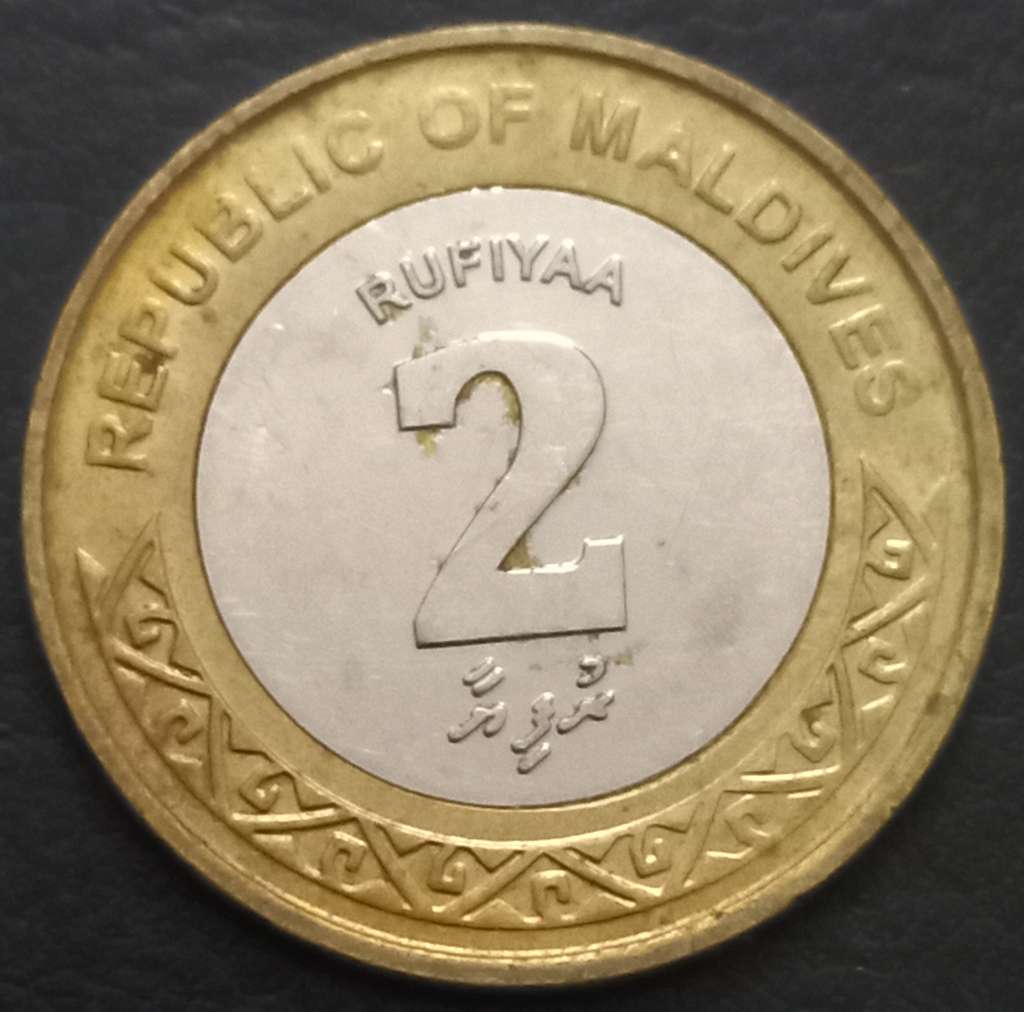 REPUBLIC OF MALDIVES
RUFIYAA
2
ރުފިޔާ